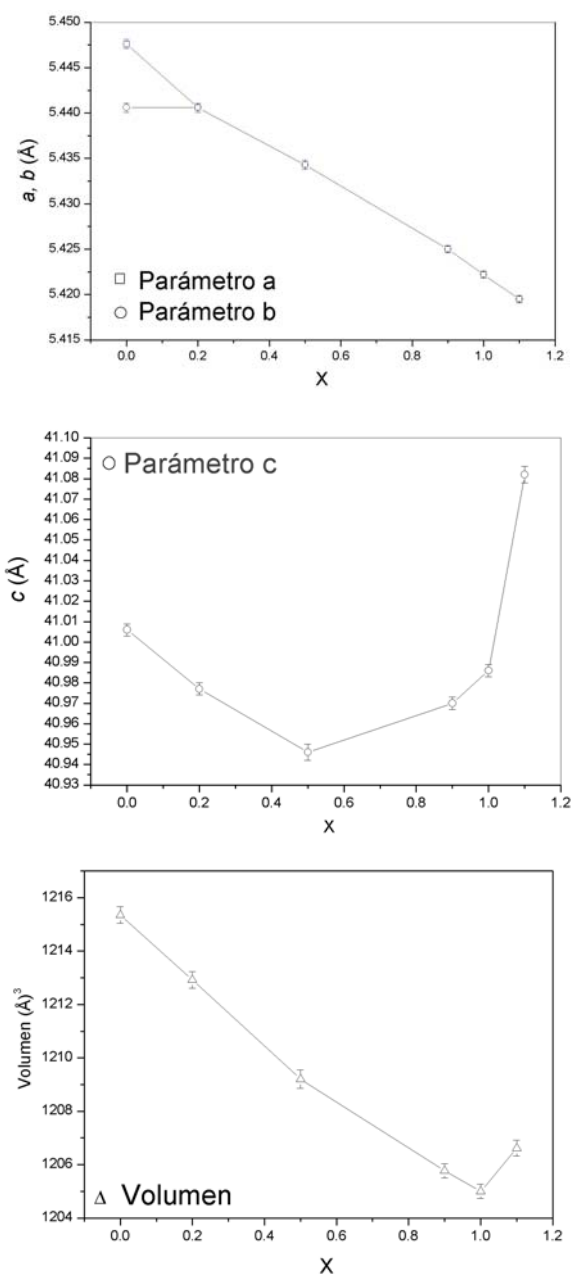 5.450
5.445
5.440
5.435
5.430
5.425
5.420
5.415
a, b (Å)
□ Parámetro a
○ Parámetro b
0.0 0.2 0.4 0.6 0.8 1.0 1.2
X
41.10
41.09
41.08
41.07
41.06
41.05
41.04
41.03
41.02
41.01
41.00
40.99
40.98
40.97
40.96
40.95
40.94
40.93
c (Å)
○ Parámetro c
0.0 0.2 0.4 0.6 0.8 1.0 1.2
X
1216
1214
1212
1210
1208
1206
1204
Volumen (Å)³
Δ Volumen
0.0 0.2 0.4 0.6 0.8 1.0 1.2
X